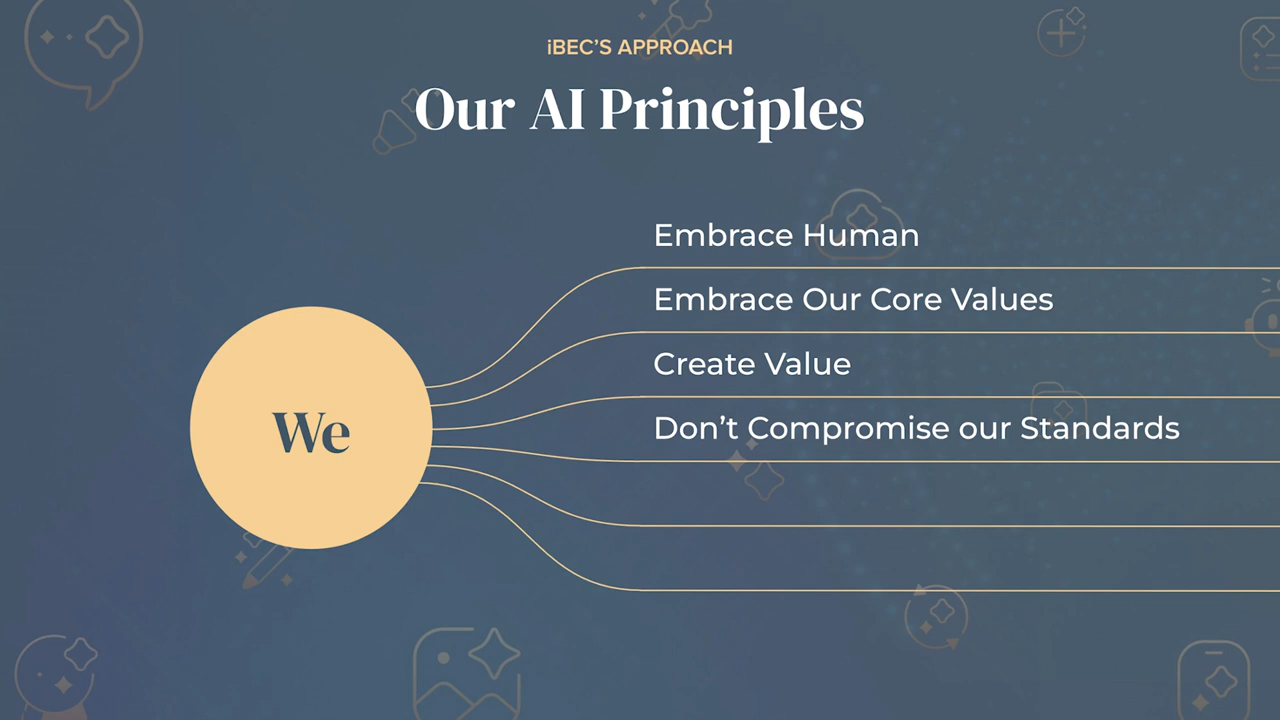 iBEC’S APPROACH
Our AI Principles
We
Embrace Human
Embrace Our Core Values
Create Value
Don’t Compromise our Standards